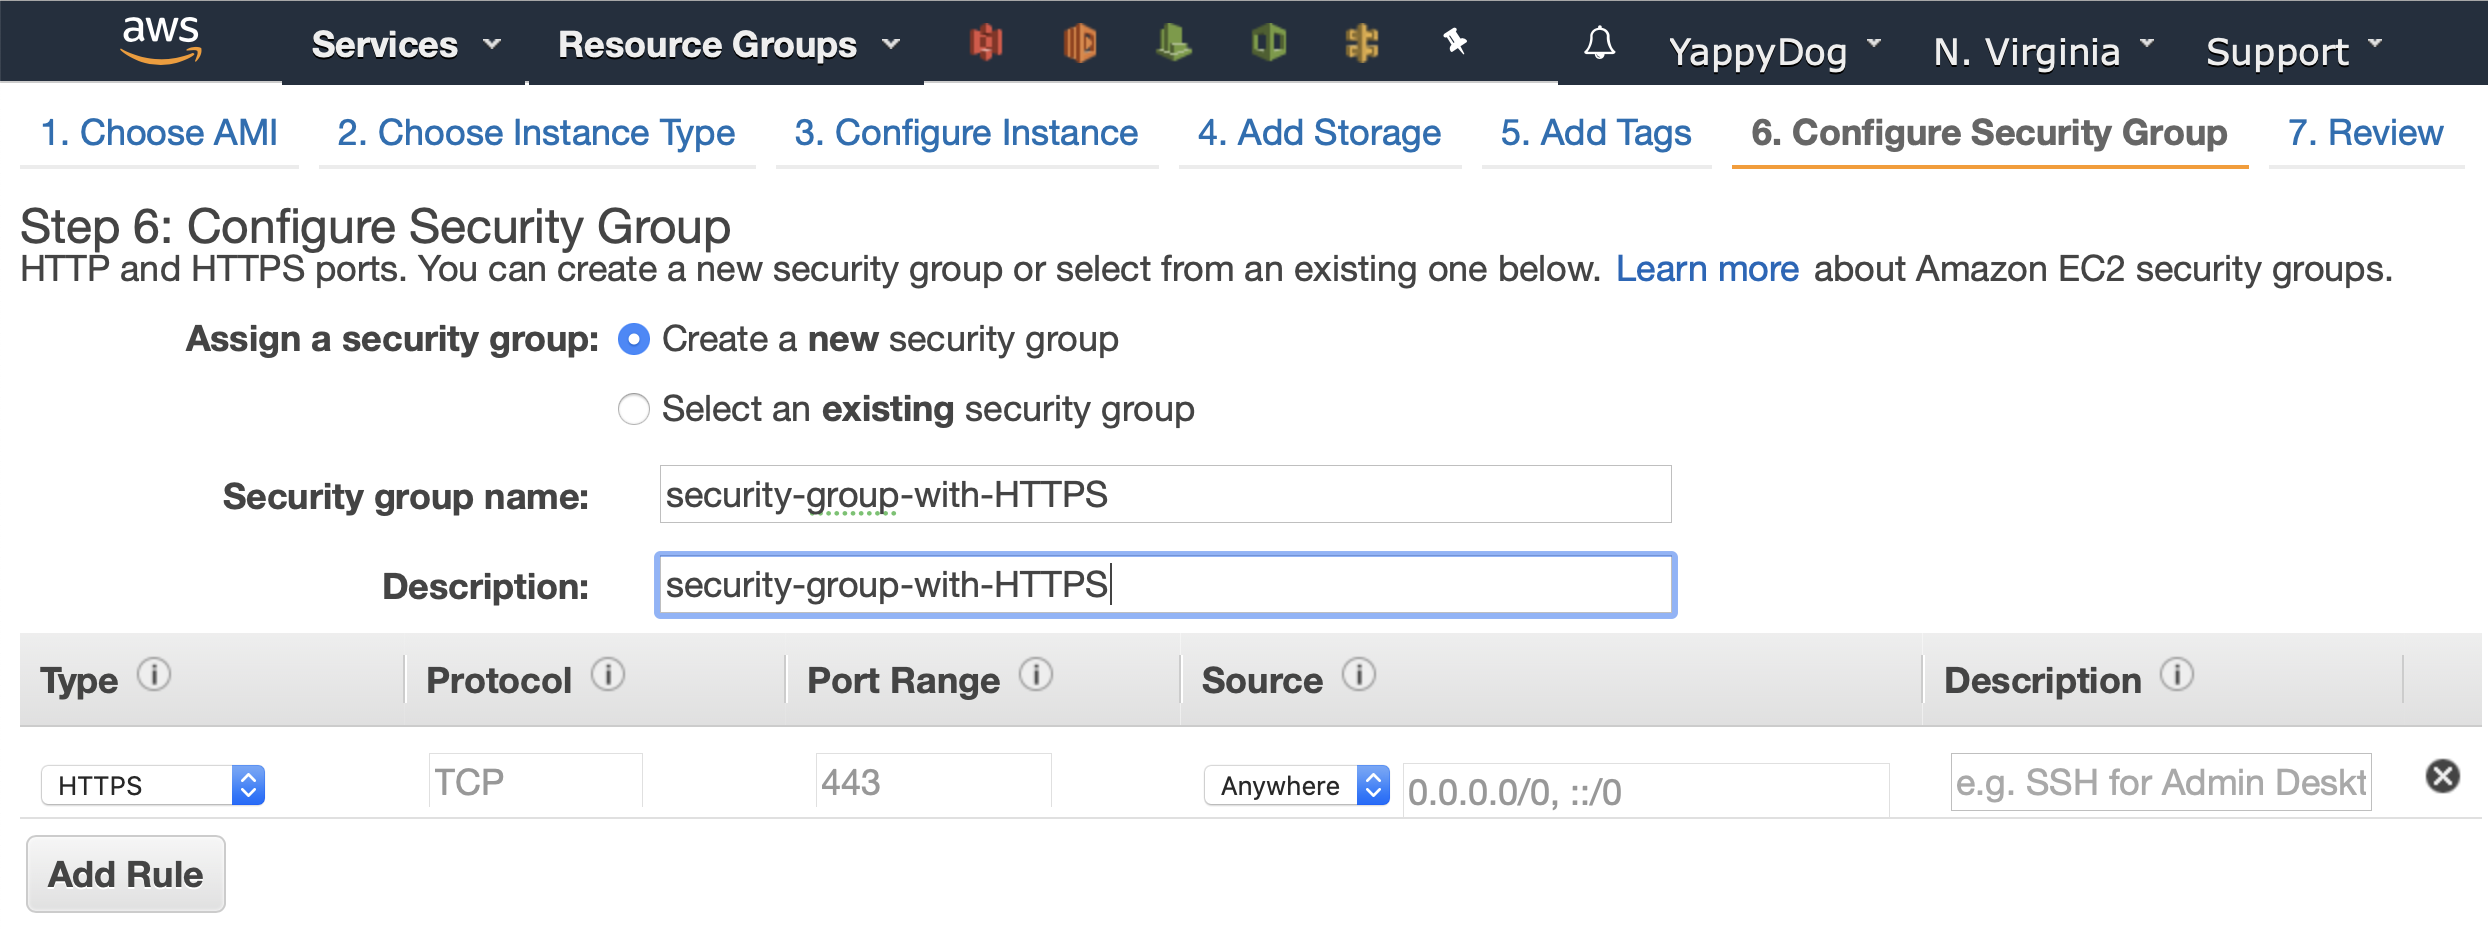 aws Services Resource Groups YappyDog N. Virginia Support
1. Choose AMI 2. Choose Instance Type 3. Configure Instance 4. Add Storage 5. Add Tags 6. Configure Security Group 7. Review
Step 6: Configure Security Group
HTTP and HTTPS ports. You can create a new security group or select from an existing one below. Learn more about Amazon EC2 security groups.
Assign a security group: Create a new security group
Select an existing security group
Security group name: security-group-with-HTTPS
Description: security-group-with-HTTPS
Type Protocol Port Range Source Description
HTTPS TCP 443 Anywhere 0.0.0.0/0, ::/0 e.g. SSH for Admin Deskt
Add Rule